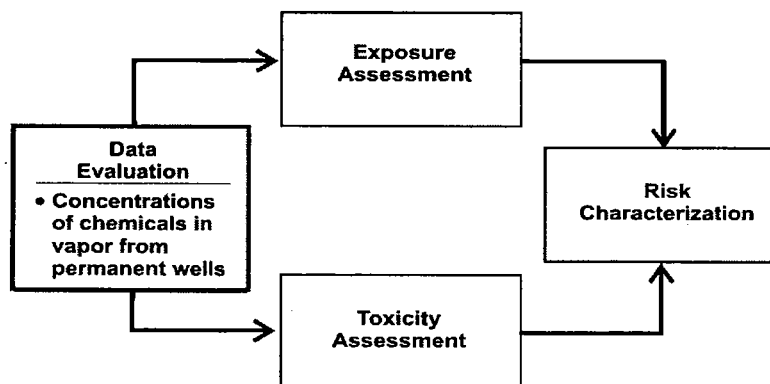 Exposure
Assessment
Data
Evaluation
• Concentrations
of chemicals in
vapor from
permanent wells
Risk
Characterization
Toxicity
Assessment